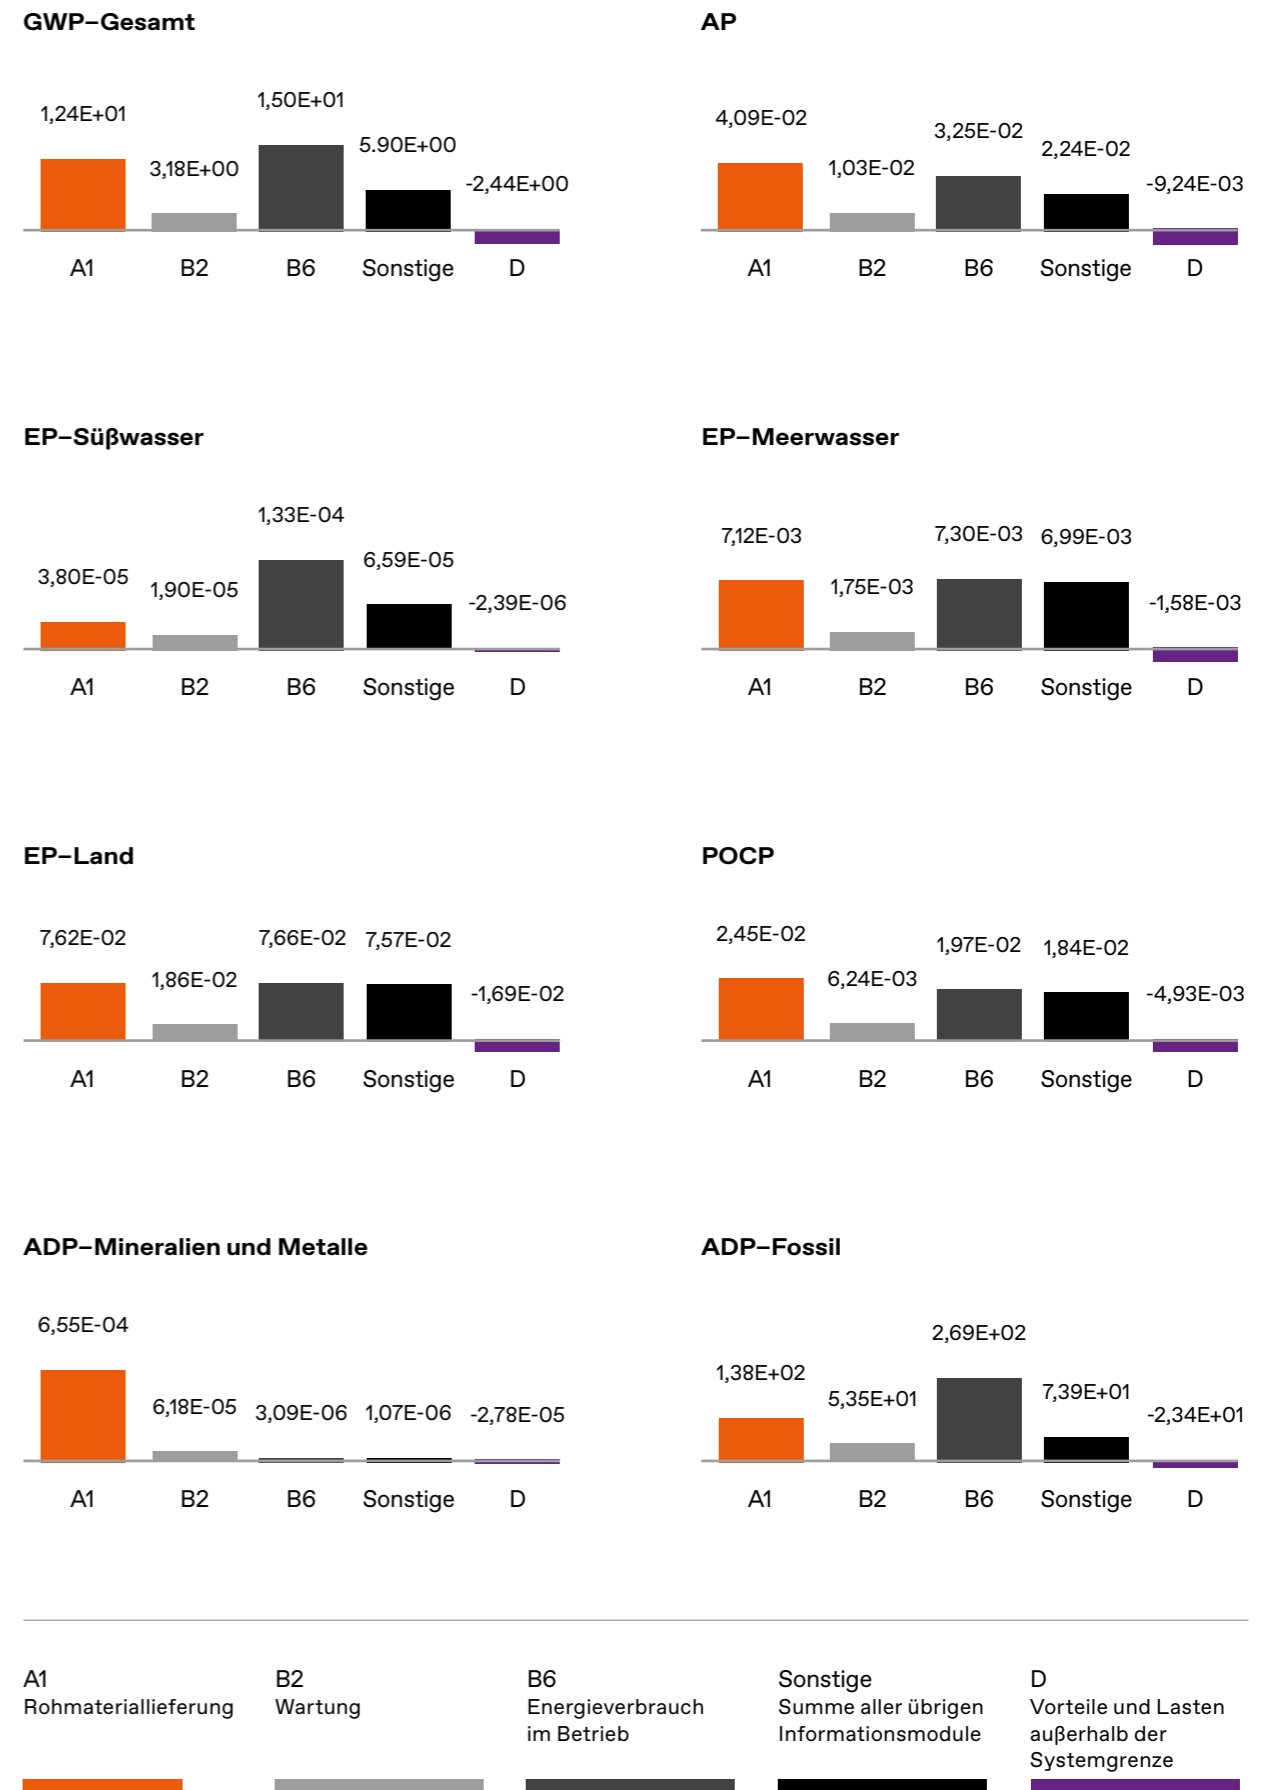 GWP–Gesamt
1,24E+01
3,18E+00
1,50E+01
5.90E+00
-2,44E+00
A1
B2
B6
Sonstige
D
AP
4,09E-02
1,03E-02
3,25E-02
2,24E-02
-9,24E-03
A1
B2
B6
Sonstige
D
EP–Süßwasser
3,80E-05
1,90E-05
1,33E-04
6,59E-05
-2,39E-06
A1
B2
B6
Sonstige
D
EP–Meerwasser
7,12E-03
1,75E-03
7,30E-03
6,99E-03
-1,58E-03
A1
B2
B6
Sonstige
D
EP–Land
7,62E-02
1,86E-02
7,66E-02
7,57E-02
-1,69E-02
A1
B2
B6
Sonstige
D
POCP
2,45E-02
6,24E-03
1,97E-02
1,84E-02
-4,93E-03
A1
B2
B6
Sonstige
D
ADP–Mineralien und Metalle
6,55E-04
6,18E-05
3,09E-06
1,07E-06
-2,78E-05
A1
B2
B6
Sonstige
D
ADP–Fossil
1,38E+02
5,35E+01
2,69E+02
7,39E+01
-2,34E+01
A1
B2
B6
Sonstige
D
A1
Rohmateriallieferung
B2
Wartung
B6
Energieverbrauch
im Betrieb
Sonstige
Summe aller übrigen
Informationsmodule
D
Vorteile und Lasten
außerhalb der
Systemgrenze